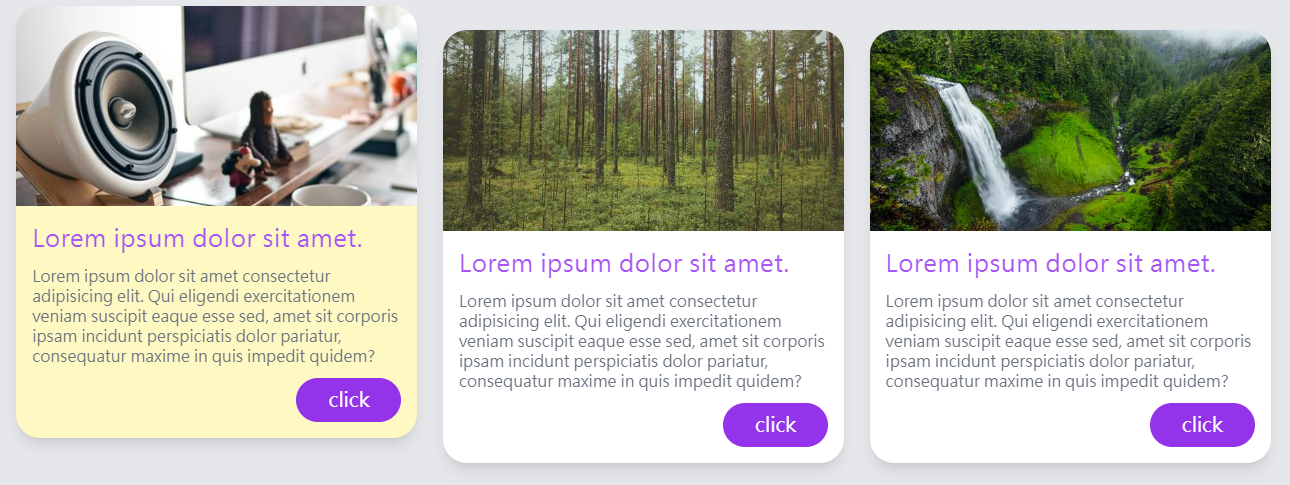 Lorem ipsum dolor sit amet.
Lorem ipsum dolor sit amet consectetur
adipisicing elit. Qui eligendi exercitationem
veniam suscipit eaque esse sed, amet sit corporis
ipsam incidunt perspiciatis dolor pariatur,
consequatur maxime in quis impedit quidem?
click
Lorem ipsum dolor sit amet.
Lorem ipsum dolor sit amet consectetur
adipisicing elit. Qui eligendi exercitationem
veniam suscipit eaque esse sed, amet sit corporis
ipsam incidunt perspiciatis dolor pariatur,
consequatur maxime in quis impedit quidem?
click
Lorem ipsum dolor sit amet.
Lorem ipsum dolor sit amet consectetur
adipisicing elit. Qui eligendi exercitationem
veniam suscipit eaque esse sed, amet sit corporis
ipsam incidunt perspiciatis dolor pariatur,
consequatur maxime in quis impedit quidem?
click